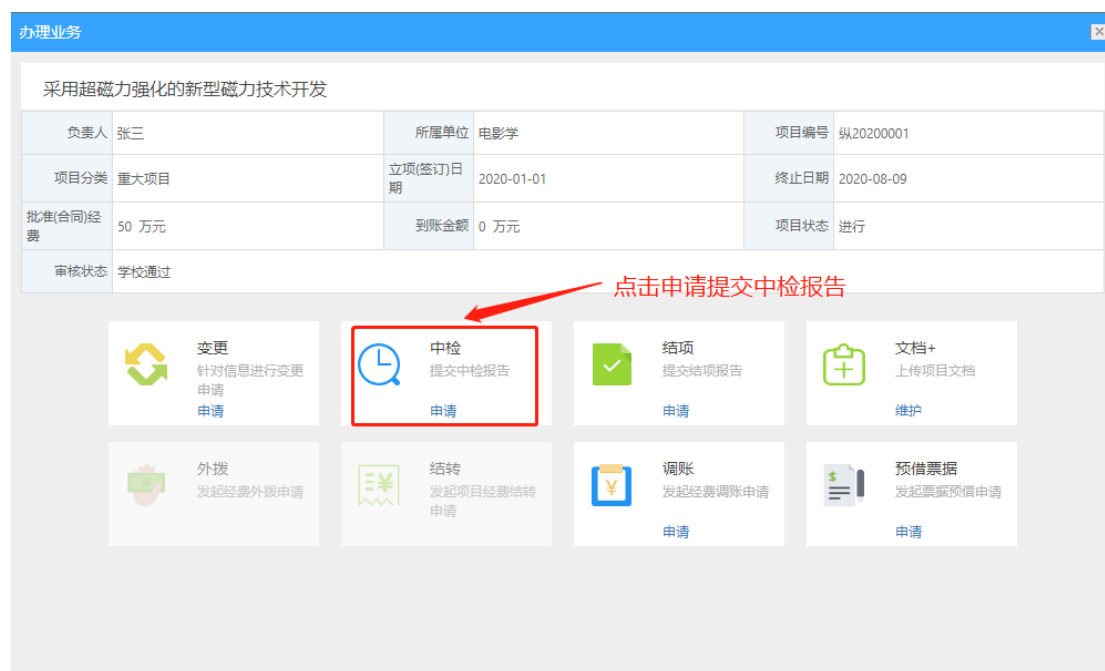 办理业务
采用超磁力强化的新型磁力技术开发
负责人 张三 所属单位 电影学 项目编号 纵20200001
项目分类 重大项目 立项(签订)日期 2020-01-01 终止日期 2020-08-09
批准(合同)经费 50 万元 到账金额 0 万元 项目状态 进行
审核状态 学校通过
点击申请提交中检报告
变更 中检 结项 文档+
针对信息进行变更申请 提交中检报告 提交结项报告 上传项目文档
申请 申请 申请 维护
外拨 结转 调账 预借票据
发起经费外拨申请 发起项目经费结转申请 发起经费调账申请 发起票据预借申请
申请 申请